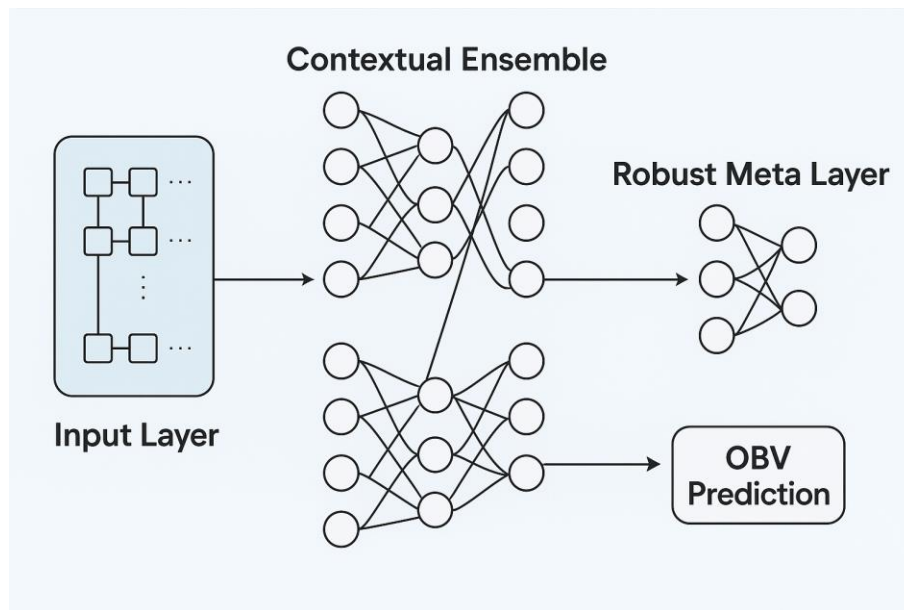 Contextual Ensemble
Robust Meta Layer
Input Layer
OBV
Prediction